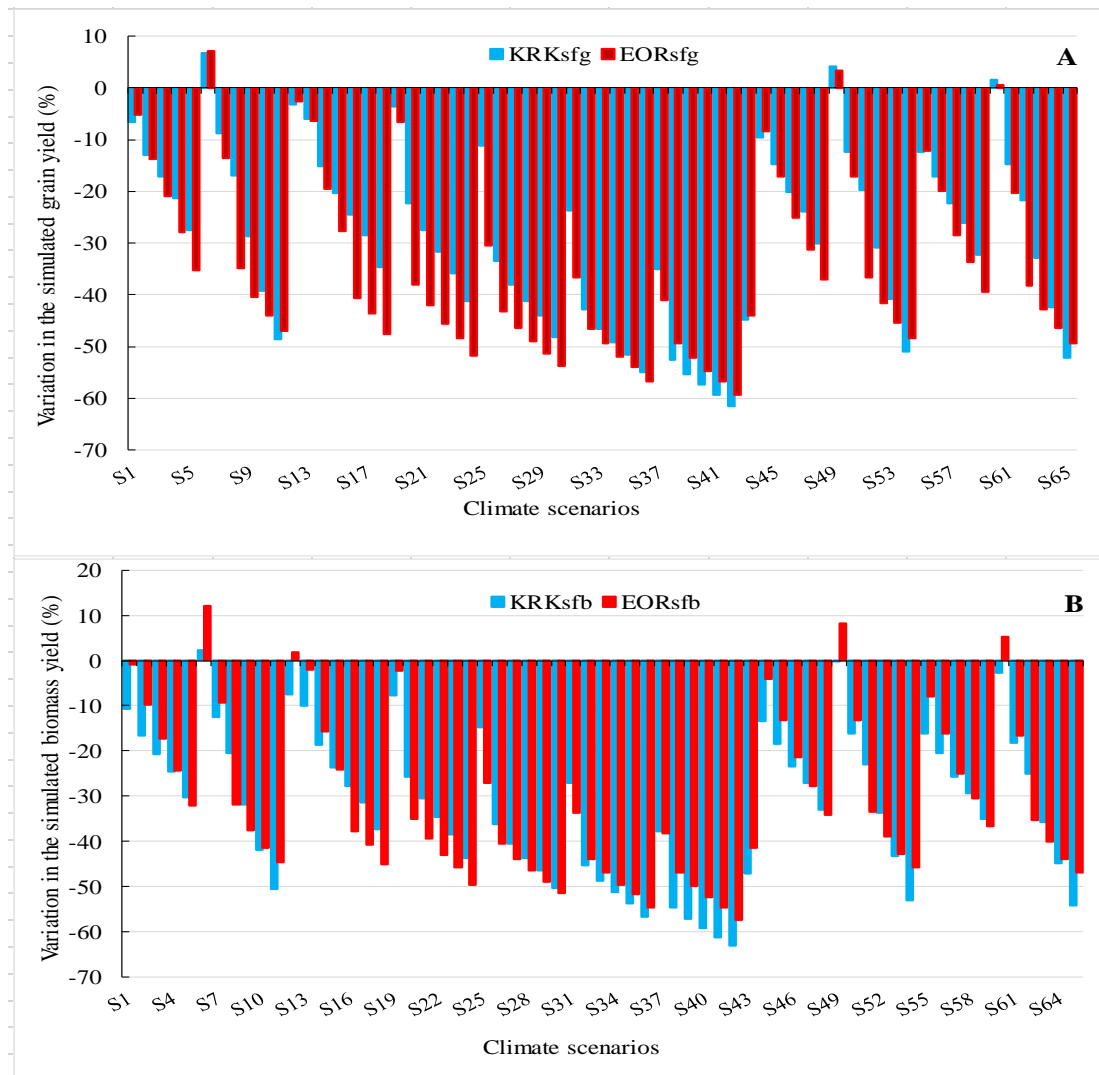 10
0
-10
-20
-30
-40
-50
-60
-70
Variation in the simulated grain yield (%)
KRKsfg EORsfg
A
S1 S5 S9 S13 S17 S21 S25 S29 S33 S37 S41 S45 S49 S53 S57 S61 S65
Climate scenarios
20
10
0
-10
-20
-30
-40
-50
-60
-70
Variation in the simulated biomass yield (%)
KRKsfb EORsfb
B
S1 S4 S7 S10 S13 S16 S19 S22 S25 S28 S31 S34 S37 S40 S43 S46 S49 S52 S55 S58 S61 S64
Climate scenarios